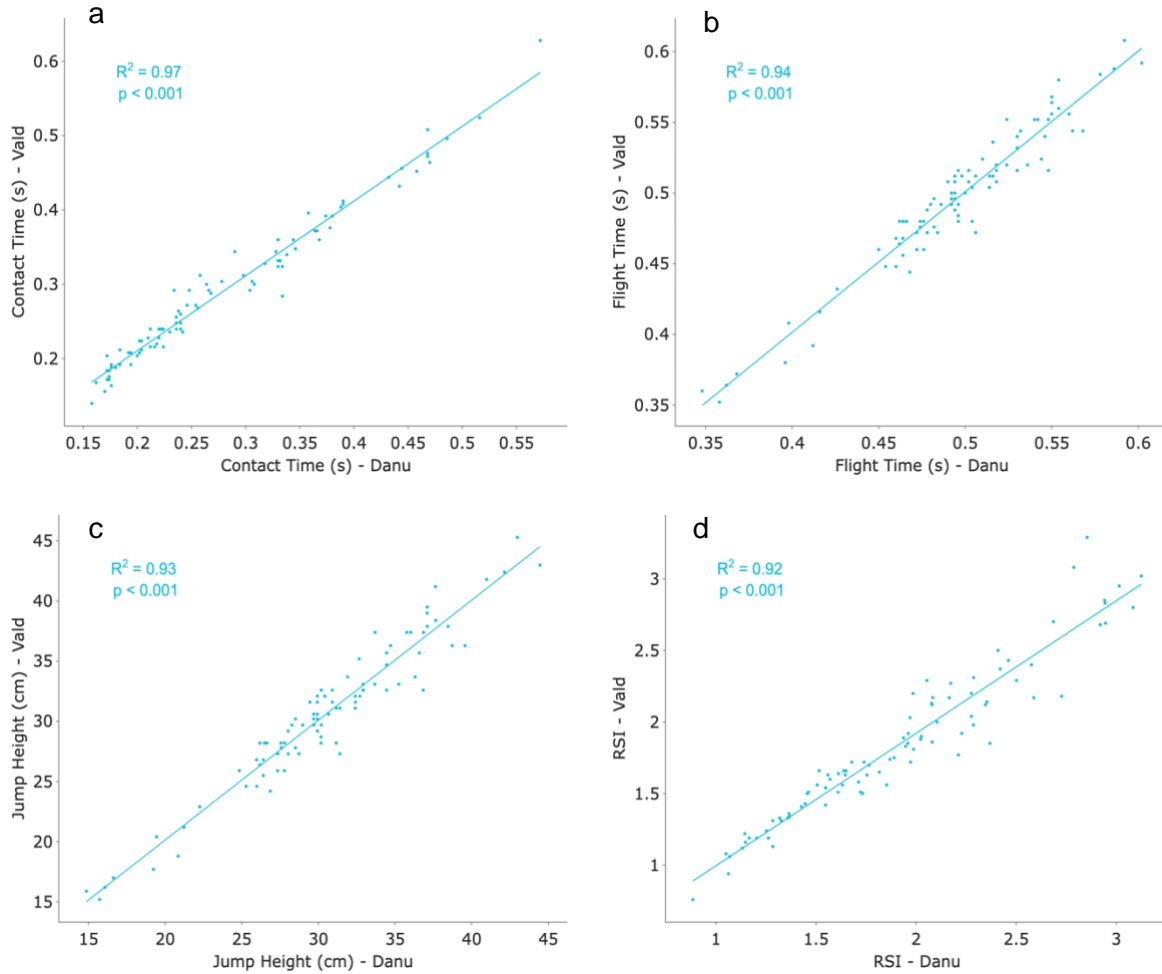 a
R² = 0.97
p < 0.001
Contact Time (s) - Vald
0.6
0.5
0.4
0.3
0.2
0.15 0.2 0.25 0.3 0.35 0.4 0.45 0.5 0.55
Contact Time (s) - Danu
b
R² = 0.94
p < 0.001
Flight Time (s) - Vald
0.6
0.55
0.5
0.45
0.4
0.35
0.35 0.4 0.45 0.5 0.55 0.6
Flight Time (s) - Danu
c
R² = 0.93
p < 0.001
Jump Height (cm) - Vald
45
40
35
30
25
20
15
15 20 25 30 35 40 45
Jump Height (cm) - Danu
d
R² = 0.92
p < 0.001
RSI - Vald
3
2.5
2
1.5
1
1 1.5 2 2.5 3
RSI - Danu